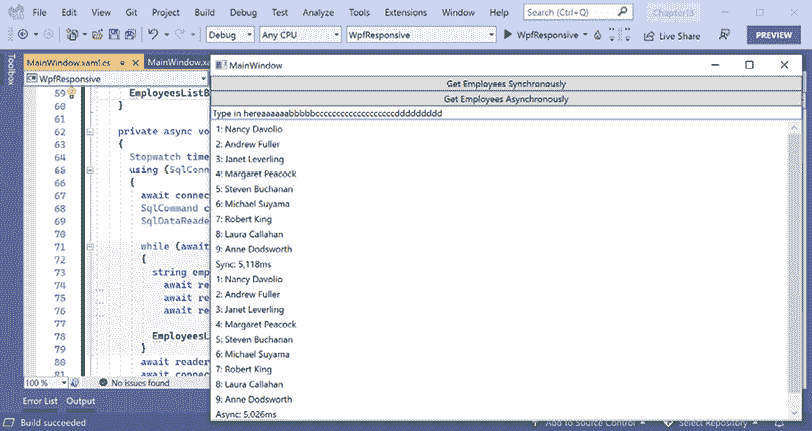 File Edit View Git Project Build Debug Test Analyze Tools Extensions Window Help Search (Ctrl+Q) Chapter13
Debug Any CPU WpfResponsive WpfResponsive Live Share PREVIEW
Toolbox
MainWindow.xaml.cs MainWindow.xa
WpfResponsive
59 EmployeesListB
60 }
61
62 private async vo
63 {
64 Stopwatch time
65 using (SqlConn
66 {
67 await connec
68 SqlCommand c
69 SqlDataReade
70
71 while (await
72 {
73 string emp
74 await re
75 await re
76 await re
77
78 EmployeesL
79 }
80 await reader
81 await connec
100 % No issues found
Error List Output
Build succeeded
Add to Source Control Select Repository
MainWindow
Get Employees Synchronously
Get Employees Asynchronously
1: Nancy Davolio
2: Andrew Fuller
3: Janet Leverling
4: Margaret Peacock
5: Steven Buchanan
6: Michael Suyama
7: Robert King
8: Laura Callahan
9: Anne Dodsworth
Sync: 5,118ms
1: Nancy Davolio
2: Andrew Fuller
3: Janet Leverling
4: Margaret Peacock
5: Steven Buchanan
6: Michael Suyama
7: Robert King
8: Laura Callahan
9: Anne Dodsworth
Async: 5,026ms